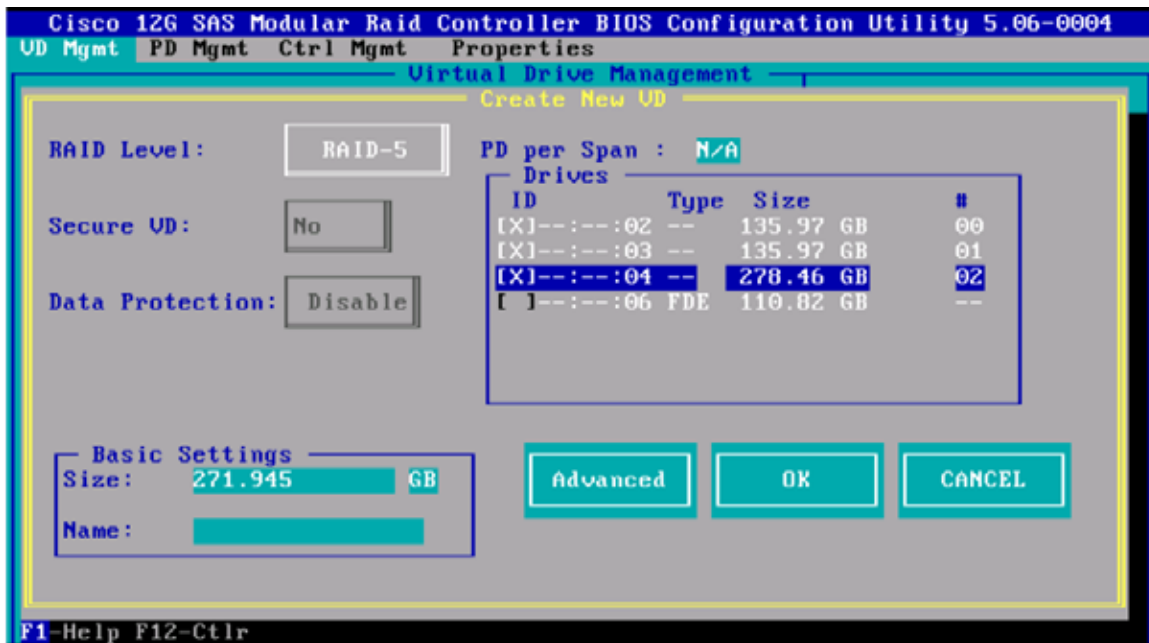 Cisco 12G SAS Modular Raid Controller BIOS Configuration Utility 5.06-0004
VD Mgmt PD Mgmt Ctrl Mgmt Properties
Virtual Drive Management
Create New VD
RAID Level: RAID-5 PD per Span : N/A
Drives
ID Type Size #
[X]--:--:02 -- 135.97 GB 00
[X]--:--:03 -- 135.97 GB 01
[X]--:--:04 -- 278.46 GB 02
[ ]--:--:06 FDE 110.82 GB --
Secure VD: No
Data Protection: Disable
Basic Settings
Size: 271.945 GB
Name:
Advanced OK CANCEL
F1-Help F12-Ctlr